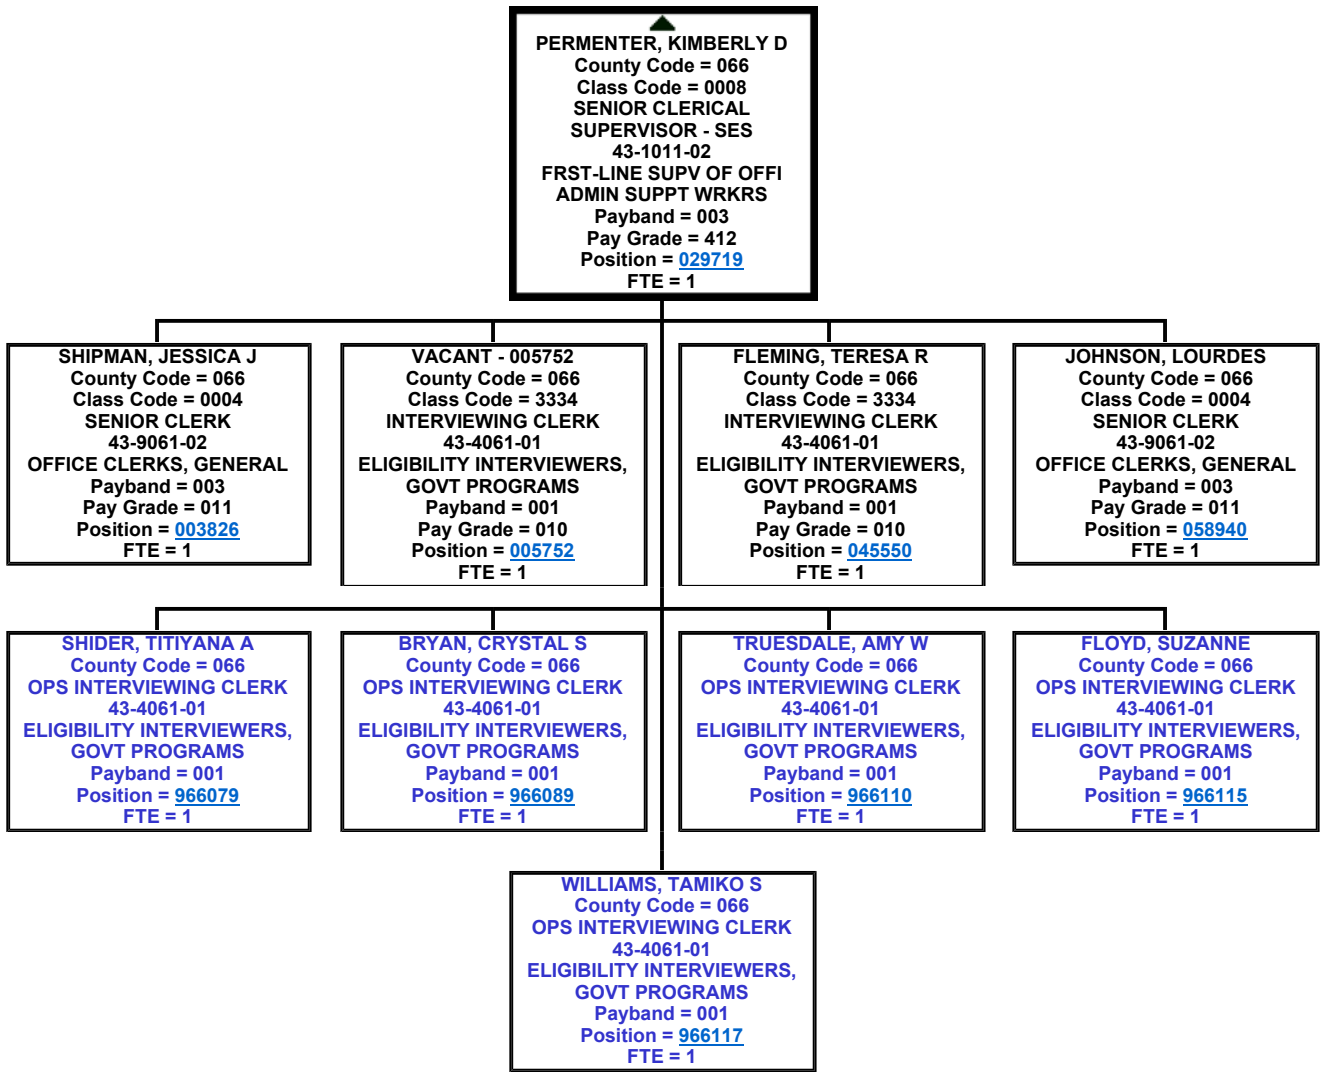 PERMENTER, KIMBERLY D
County Code = 066
Class Code = 0008
SENIOR CLERICAL
SUPERVISOR - SES
43-1011-02
FRST-LINE SUPV OF OFFI
ADMIN SUPPT WRKRS
Payband = 003
Pay Grade = 412
Position = 029719
FTE = 1
SHIPMAN, JESSICA J
County Code = 066
Class Code = 0004
SENIOR CLERK
43-9061-02
OFFICE CLERKS, GENERAL
Payband = 003
Pay Grade = 011
Position = 003826
FTE = 1
VACANT - 005752
County Code = 066
Class Code = 3334
INTERVIEWING CLERK
43-4061-01
ELIGIBILITY INTERVIEWERS,
GOVT PROGRAMS
Payband = 001
Pay Grade = 010
Position = 005752
FTE = 1
FLEMING, TERESA R
County Code = 066
Class Code = 3334
INTERVIEWING CLERK
43-4061-01
ELIGIBILITY INTERVIEWERS,
GOVT PROGRAMS
Payband = 001
Pay Grade = 010
Position = 045550
FTE = 1
JOHNSON, LOURDES
County Code = 066
Class Code = 0004
SENIOR CLERK
43-9061-02
OFFICE CLERKS, GENERAL
Payband = 003
Pay Grade = 011
Position = 058940
FTE = 1
SHIDER, TITIYANA A
County Code = 066
OPS INTERVIEWING CLERK
43-4061-01
ELIGIBILITY INTERVIEWERS,
GOVT PROGRAMS
Payband = 001
Position = 966079
FTE = 1
BRYAN, CRYSTAL S
County Code = 066
OPS INTERVIEWING CLERK
43-4061-01
ELIGIBILITY INTERVIEWERS,
GOVT PROGRAMS
Payband = 001
Position = 966089
FTE = 1
TRUESDALE, AMY W
County Code = 066
OPS INTERVIEWING CLERK
43-4061-01
ELIGIBILITY INTERVIEWERS,
GOVT PROGRAMS
Payband = 001
Position = 966110
FTE = 1
FLOYD, SUZANNE
County Code = 066
OPS INTERVIEWING CLERK
43-4061-01
ELIGIBILITY INTERVIEWERS,
GOVT PROGRAMS
Payband = 001
Position = 966115
FTE = 1
WILLIAMS, TAMIKO S
County Code = 066
OPS INTERVIEWING CLERK
43-4061-01
ELIGIBILITY INTERVIEWERS,
GOVT PROGRAMS
Payband = 001
Position = 966117
FTE = 1